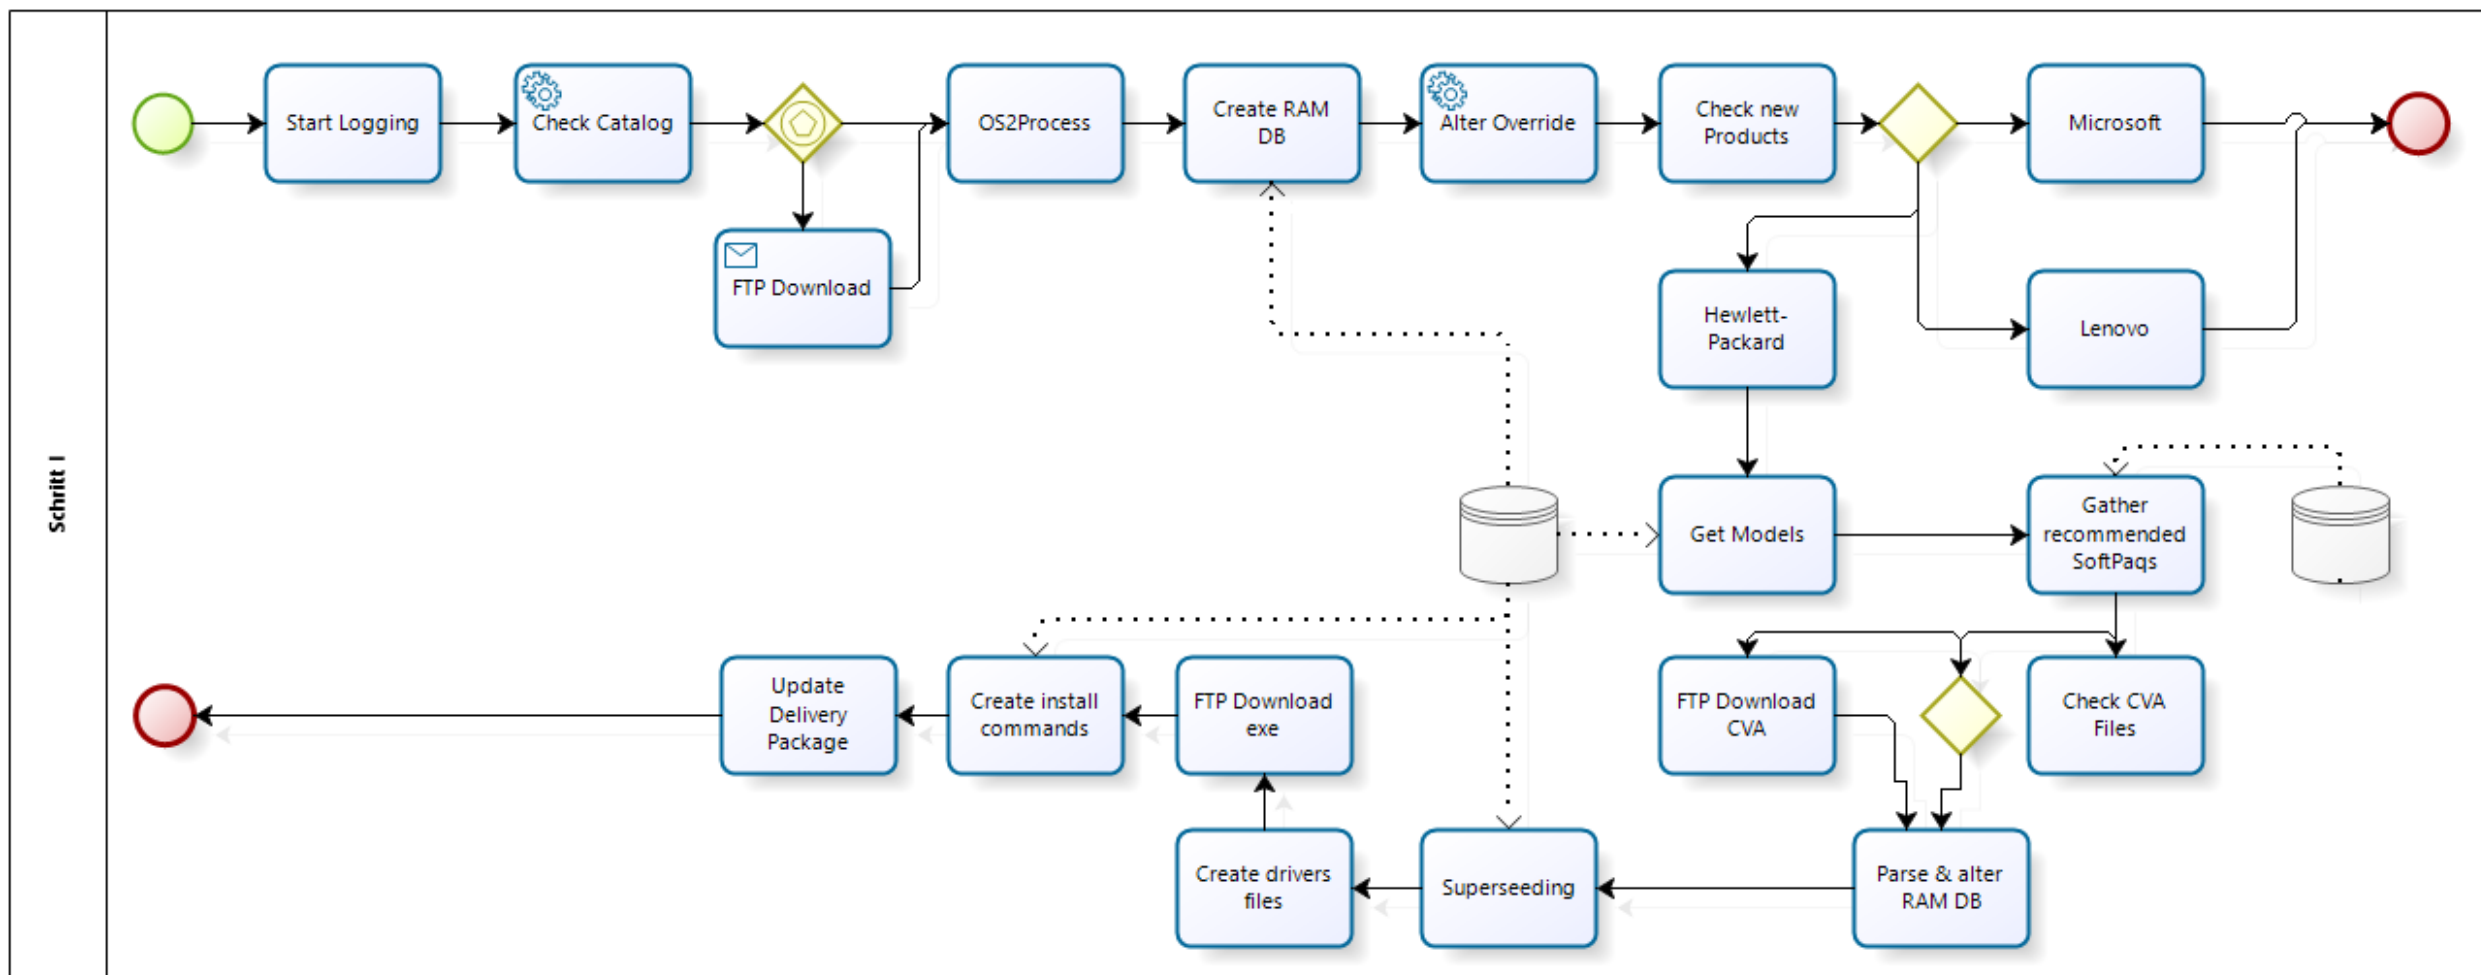 Schritt I
Start Logging
Check Catalog
OS2Process
Create RAM
DB
Alter Override
Check new
Products
Microsoft
FTP Download
Hewlett-
Packard
Lenovo
Get Models
Gather
recommended
SoftPaqs
Update
Delivery
Package
Create install
commands
FTP Download
exe
FTP Download
CVA
Check CVA
Files
Create drivers
files
Superseeding
Parse & alter
RAM DB